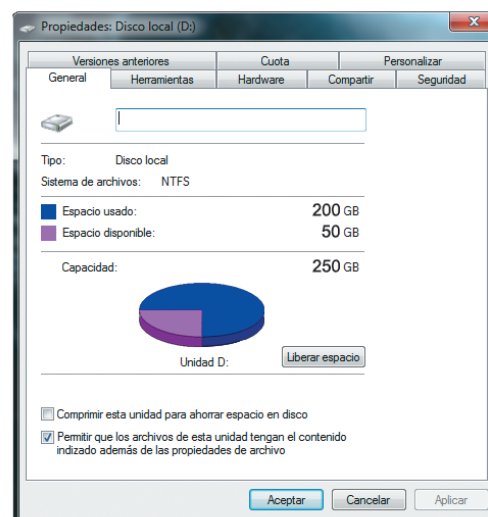 Propiedades: Disco local (D:)
Versiones anteriores Cuota Personalizar
General Herramientas Hardware Compartir Seguridad
Tipo: Disco local
Sistema de archivos: NTFS
Espacio usado: 200 GB
Espacio disponible: 50 GB
Capacidad: 250 GB
Unidad D: Liberar espacio
Comprimir esta unidad para ahorrar espacio en disco
Permitir que los archivos de esta unidad tengan el contenido
indizado además de las propiedades de archivo
Aceptar Cancelar Aplicar